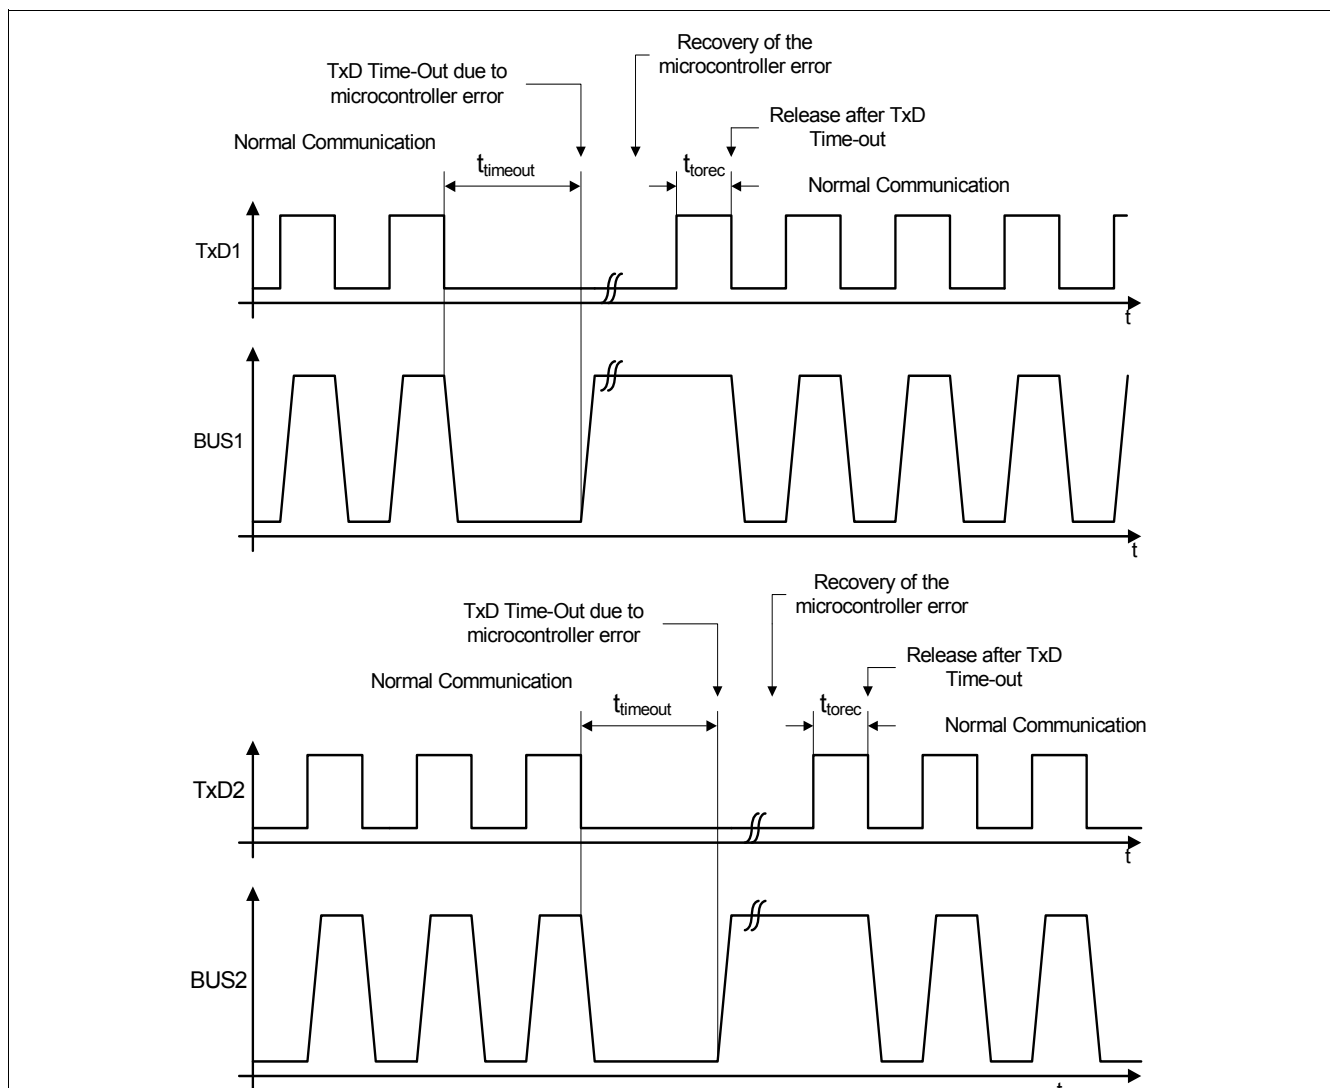 Recovery of the
microcontroller error
TxD Time-Out due to
microcontroller error
Release after TxD
Time-out
Normal Communication
ttimeout
ttorec
Normal Communication
TxD1
t
BUS1
t
Recovery of the
microcontroller error
TxD Time-Out due to
microcontroller error
Release after TxD
Time-out
Normal Communication
ttimeout
ttorec
Normal Communication
TxD2
t
BUS2
t